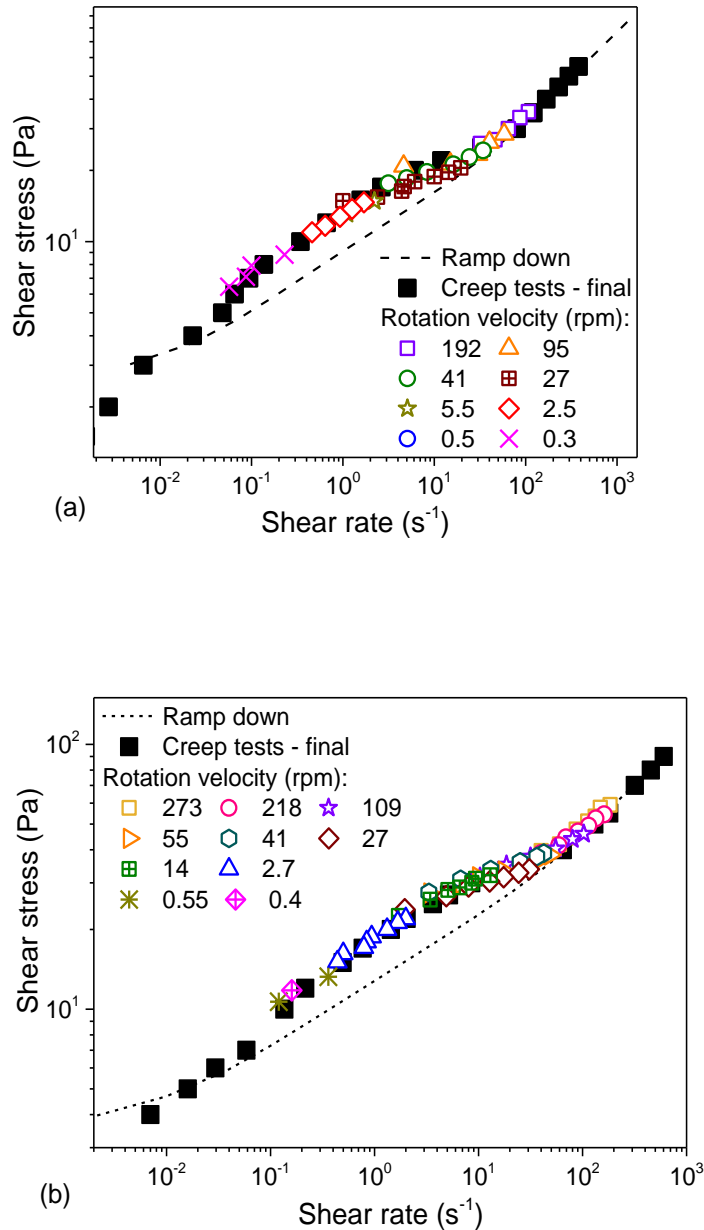 Shear stress (Pa)
10¹
Ramp down
Creep tests - final
Rotation velocity (rpm):
192 95
41 27
5.5 2.5
0.5 0.3
10⁻² 10⁻¹ 10⁰ 10¹ 10² 10³
(a)
Shear rate (s⁻¹)
Ramp down
Creep tests - final
Rotation velocity (rpm):
273 218 109
55 41 27
14 2.7
0.55 0.4
10²
Shear stress (Pa)
10¹
10⁻² 10⁻¹ 10⁰ 10¹ 10² 10³
(b)
Shear rate (s⁻¹)